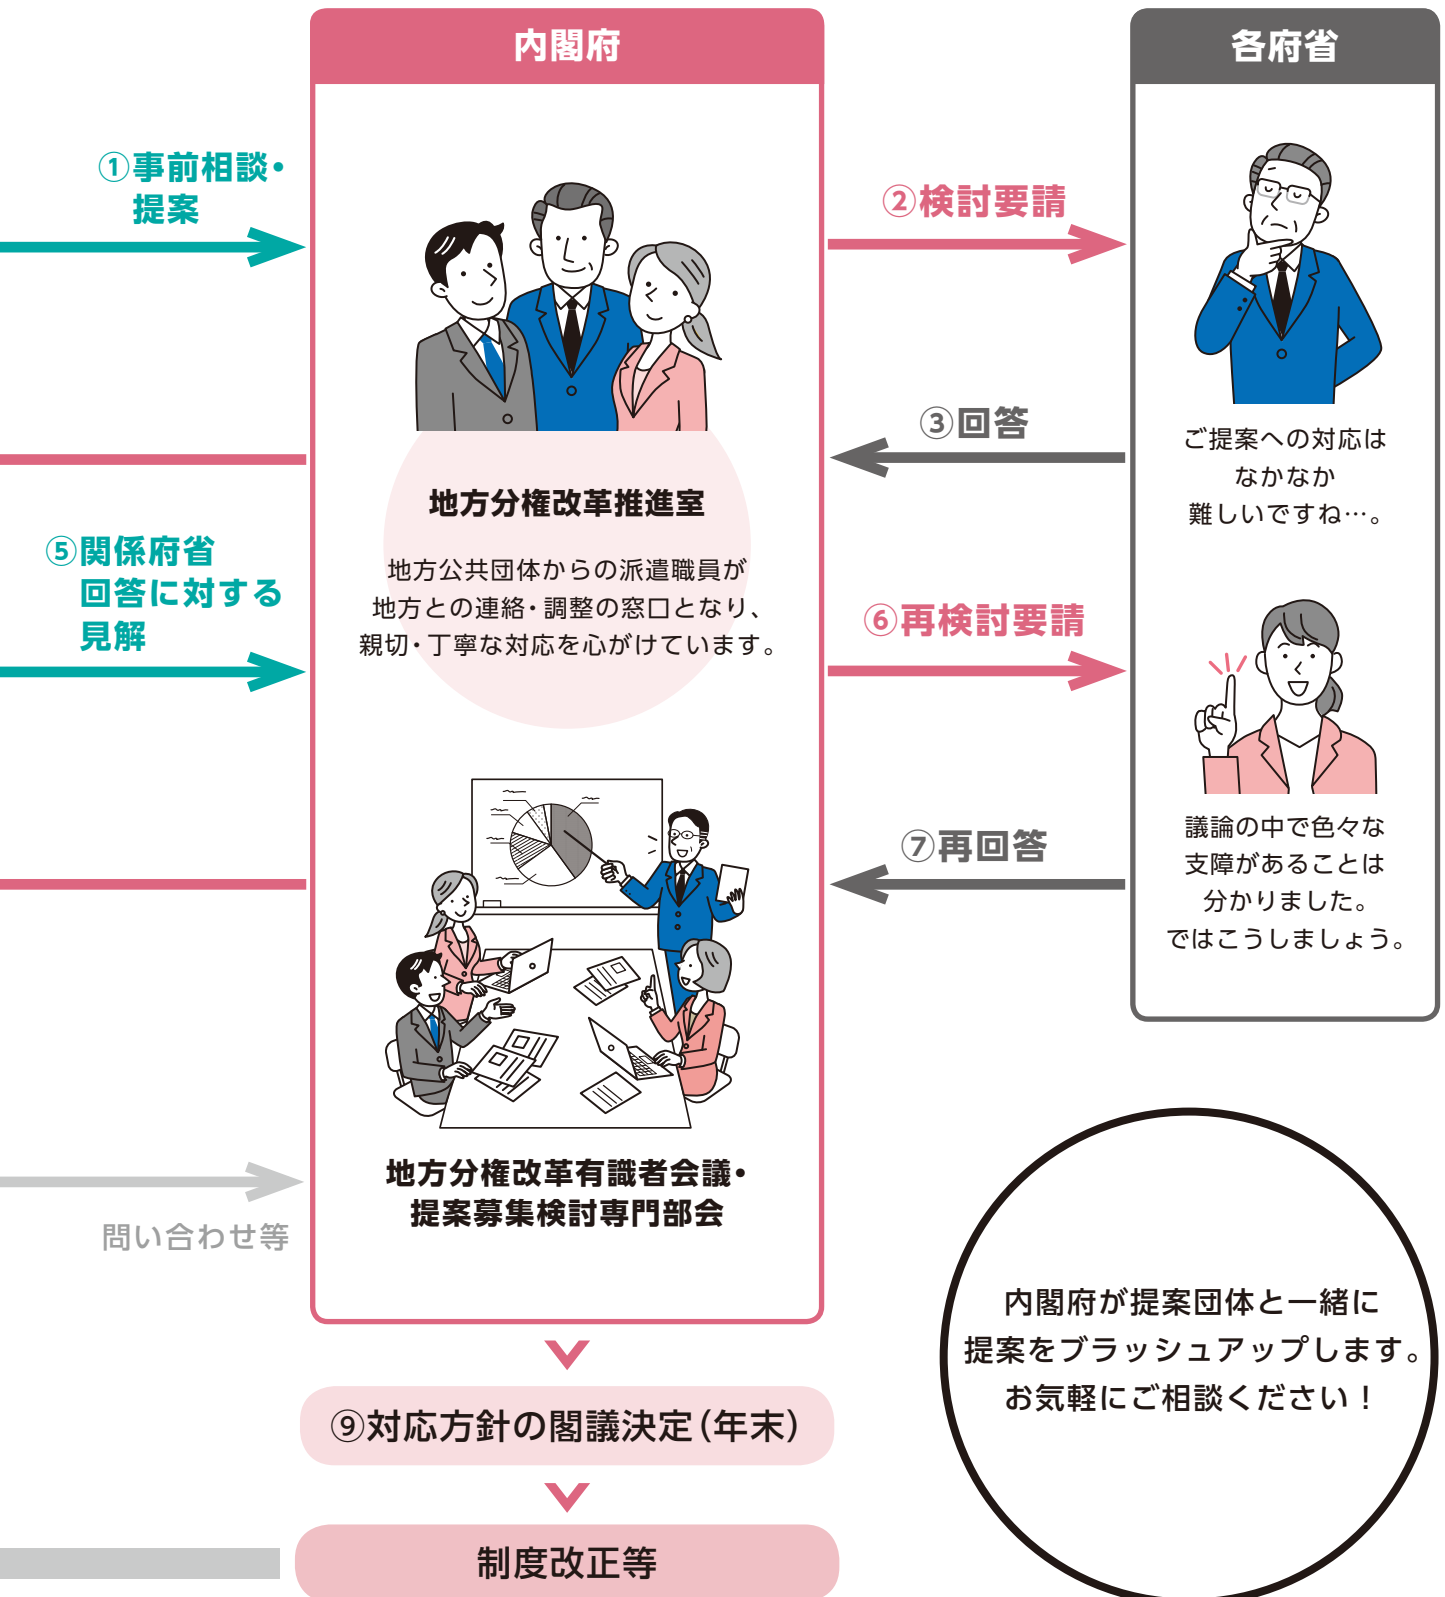 内閣府
各府省
①事前相談・
提案
②検討要請
③回答
ご提案への対応は
なかなか
難しいですね…。
地方分権改革推進室
地方公共団体からの派遣職員が
地方との連絡・調整の窓口となり、
親切・丁寧な対応を心がけています。
⑤関係府省
回答に対する
見解
⑥再検討要請
⑦再回答
議論の中で色々な
支障があることは
分かりました。
ではこうしましょう。
地方分権改革有識者会議・
提案募集検討専門部会
問い合わせ等
内閣府が提案団体と一緒に
提案をブラッシュアップします。
お気軽にご相談ください！
⑨対応方針の閣議決定（年末）
制度改正等